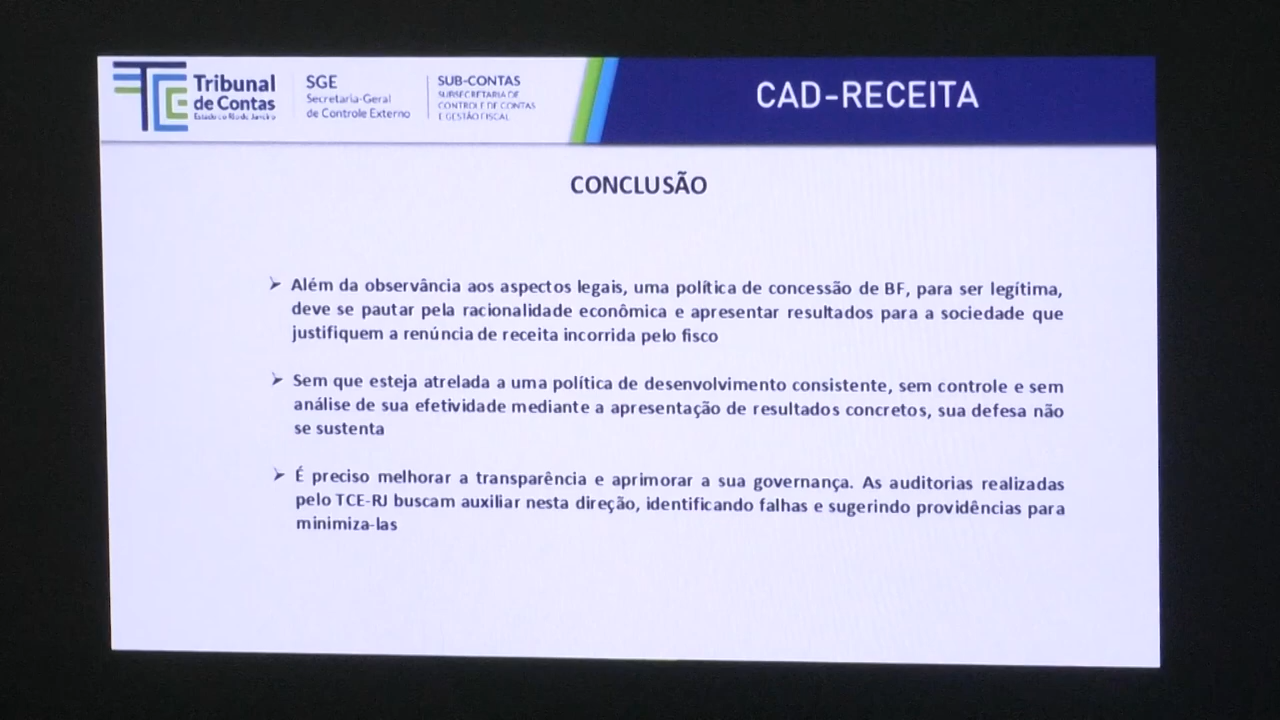 Tribunal
de Contas
Estado do Rio de Janeiro
SGE
Secretaria-Geral
de Controle Externo
SUB-CONTAS
SUBSECRETARIA DE
CONTROLE DE CONTAS
E GESTÃO FISCAL
CAD-RECEITA
CONCLUSÃO
➢ Além da observância aos aspectos legais, uma política de concessão de BF, para ser legítima,
deve se pautar pela racionalidade econômica e apresentar resultados para a sociedade que
justifiquem a renúncia de receita incorrida pelo fisco
➢ Sem que esteja atrelada a uma política de desenvolvimento consistente, sem controle e sem
análise de sua efetividade mediante a apresentação de resultados concretos, sua defesa não
se sustenta
➢ É preciso melhorar a transparência e aprimorar a sua governança. As auditorias realizadas
pelo TCE-RJ buscam auxiliar nesta direção, identificando falhas e sugerindo providências para
minimiza-las